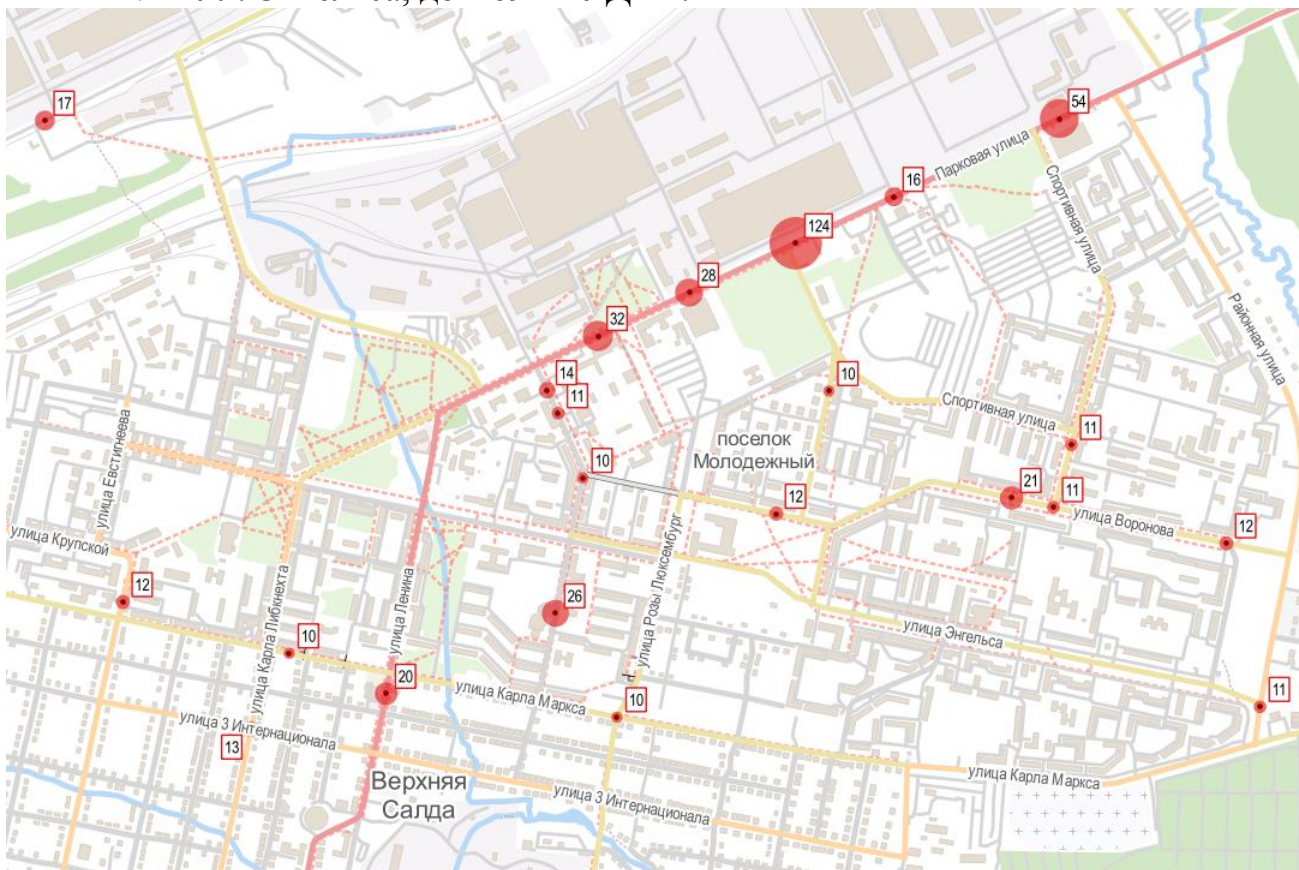 17
54
Парковая улица
16
Спортивная улица
124
28
32
Районная улица
14
10
11
Спортивная улица
11
улица Евстигнеева
поселок
Молодежный
10
21
11
12
улица Воронова
12
улица Крупской
улица Розы Люксембург
12
26
улица Ленина
улица Карла Либкнехта
улица Энгельса
10
20
улица Карла Маркса
10
11
улица 3 Интернационала
13
Верхняя
Салда
улица Карла Маркса
улица 3 Интернационала